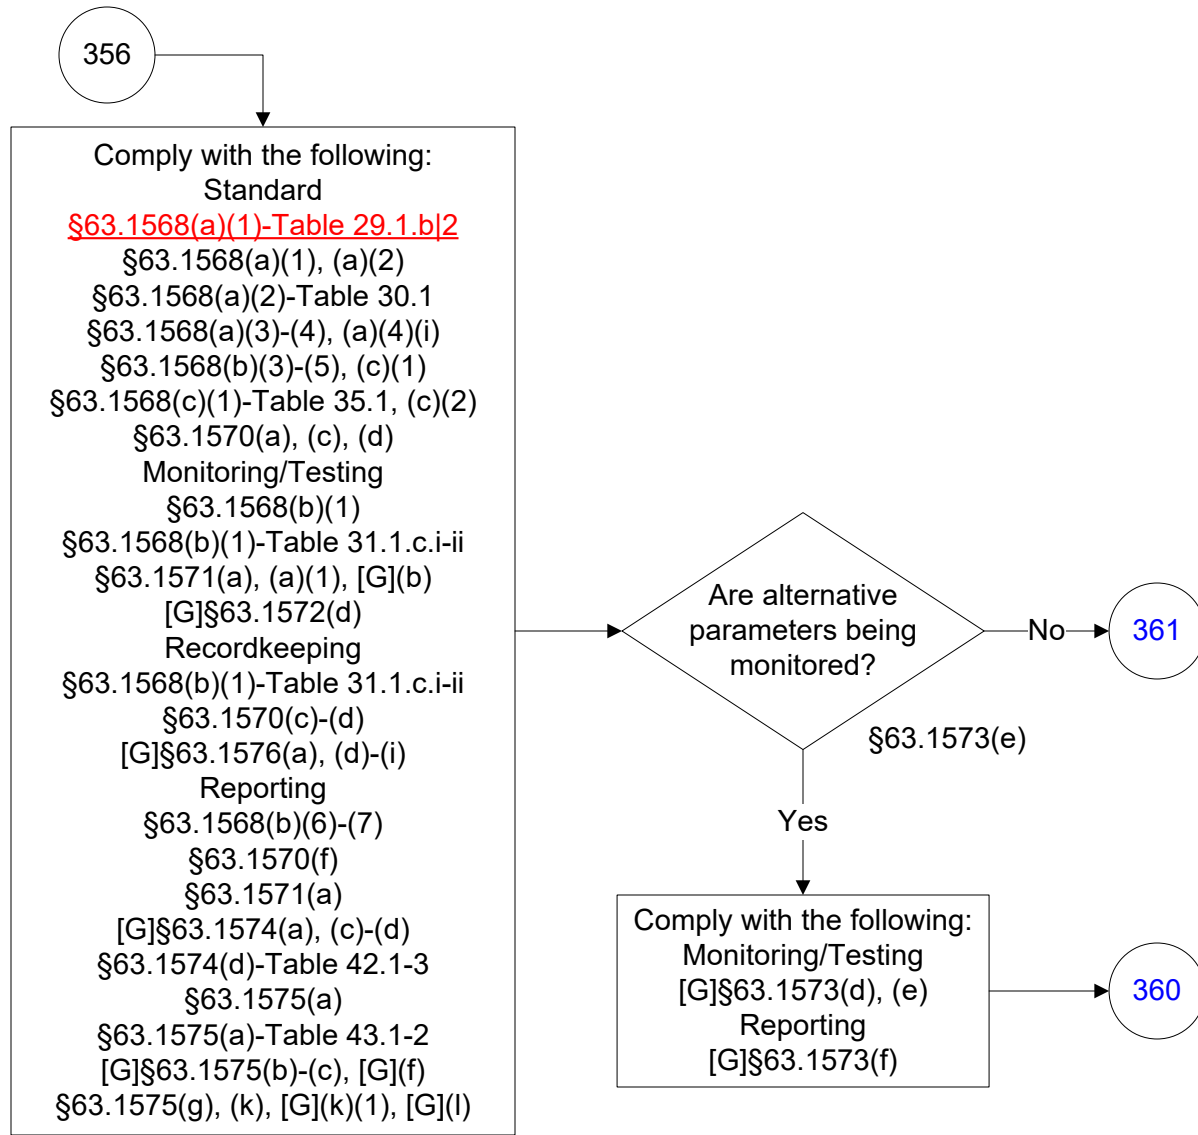 356
Comply with the following:
Standard
§63.1568(a)(1)-Table 29.1.b|2
§63.1568(a)(1), (a)(2)
§63.1568(a)(2)-Table 30.1
§63.1568(a)(3)-(4), (a)(4)(i)
§63.1568(b)(3)-(5), (c)(1)
§63.1568(c)(1)-Table 35.1, (c)(2)
§63.1570(a), (c), (d)
Monitoring/Testing
§63.1568(b)(1)
§63.1568(b)(1)-Table 31.1.c.i-ii
§63.1571(a), (a)(1), [G](b)
[G]§63.1572(d)
Recordkeeping
§63.1568(b)(1)-Table 31.1.c.i-ii
§63.1570(c)-(d)
[G]§63.1576(a), (d)-(i)
Reporting
§63.1568(b)(6)-(7)
§63.1570(f)
§63.1571(a)
[G]§63.1574(a), (c)-(d)
§63.1574(d)-Table 42.1-3
§63.1575(a)
§63.1575(a)-Table 43.1-2
[G]§63.1575(b)-(c), [G](f)
§63.1575(g), (k), [G](k)(1), [G](l)
Are alternative
parameters being
monitored?
§63.1573(e)
No
361
Yes
Comply with the following:
Monitoring/Testing
[G]§63.1573(d), (e)
Reporting
[G]§63.1573(f)
360